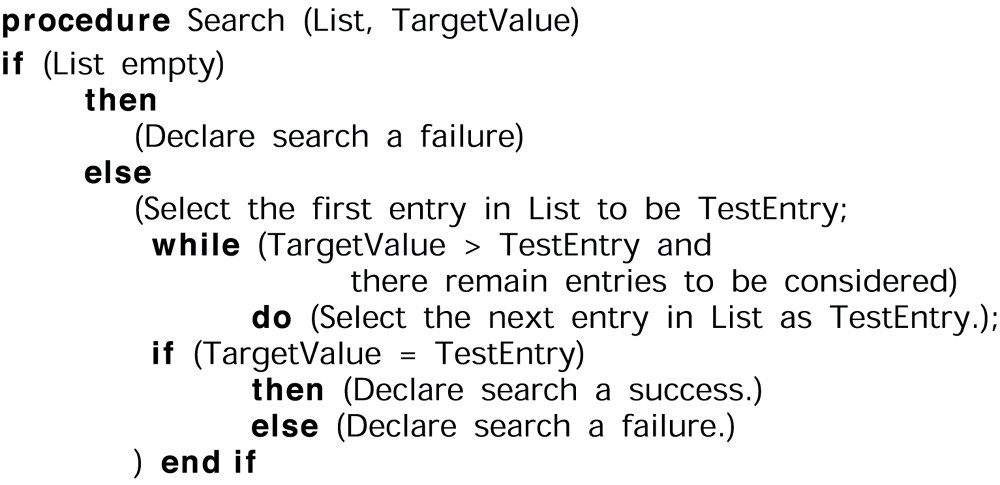 procedure Search (List, TargetValue)
if (List empty)
then
(Declare search a failure)
else
(Select the first entry in List to be TestEntry;
while (TargetValue > TestEntry and
there remain entries to be considered)
do (Select the next entry in List as TestEntry.);
if (TargetValue = TestEntry)
then (Declare search a success.)
else (Declare search a failure.)
) end if